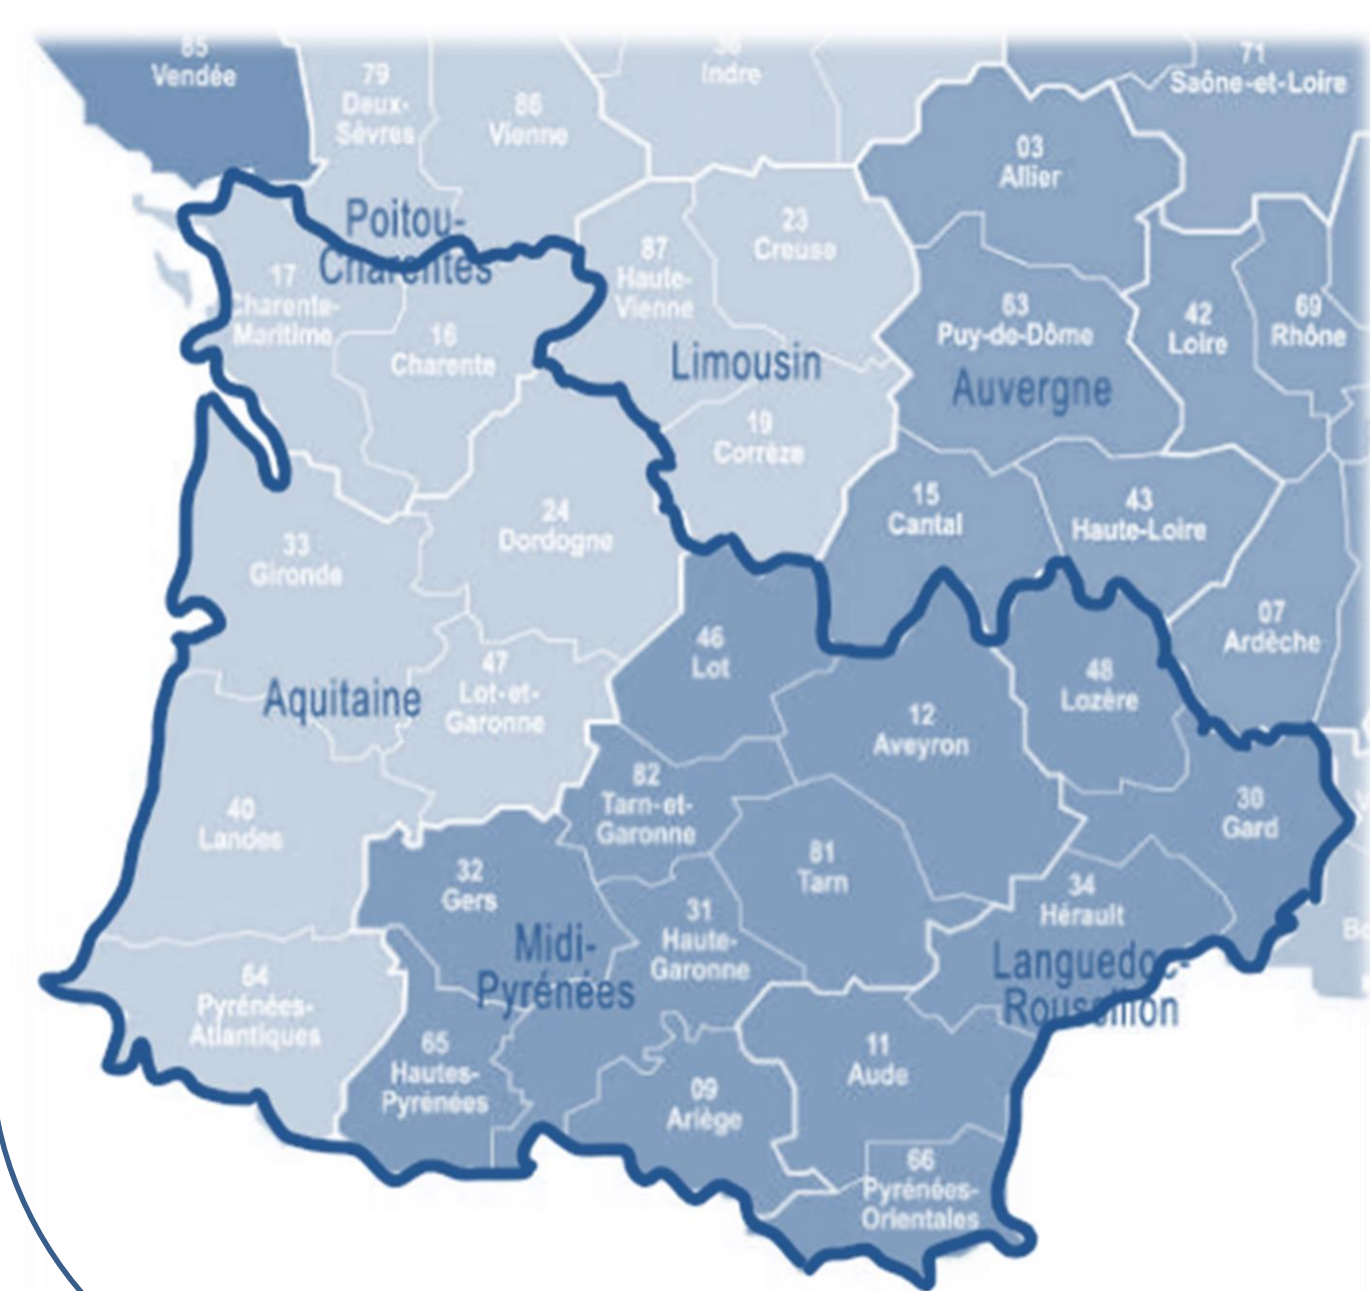 85
Vendée
79
Deux-
Sèvres
86
Vienne
36
Indre
71
Saône-et-Loire
03
Allier
Poitou-
Charentes
17
Charente-
Maritime
16
Charente
87
Haute-
Vienne
23
Creuse
Limousin
19
Corrèze
63
Puy-de-Dôme
Auvergne
42
Loire
69
Rhône
15
Cantal
43
Haute-Loire
07
Ardèche
24
Dordogne
33
Gironde
47
Lot-et-
Garonne
Aquitaine
46
Lot
48
Lozère
12
Aveyron
82
Tarn-et-
Garonne
30
Gard
40
Landes
32
Gers
81
Tarn
34
Hérault
31
Haute-
Garonne
Midi-
Pyrénées
Languedoc-
Roussillon
64
Pyrénées-
Atlantiques
65
Hautes-
Pyrénées
09
Ariège
11
Aude
66
Pyrénées-
Orientales